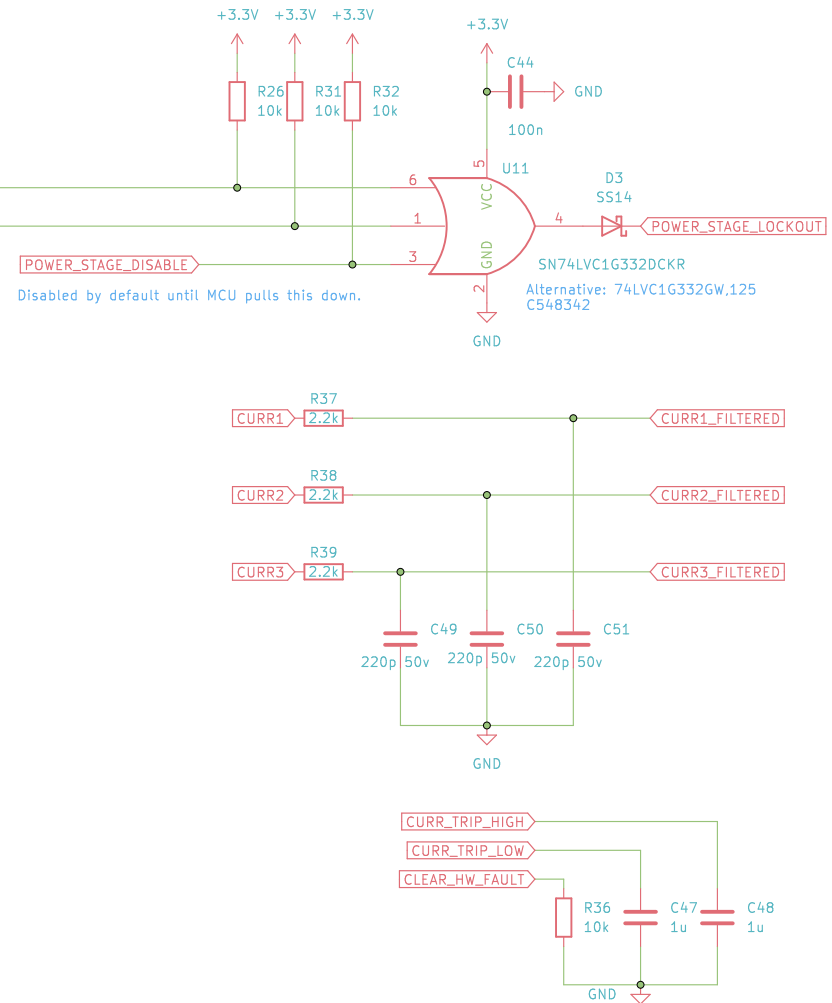 +3.3V +3.3V +3.3V
+3.3V
C44
R26 R31 R32
GND
10k 10k 10k
100n
5
U11
6
VCC
D3
SS14
1
4
POWER_STAGE_LOCKOUT
3
GND
POWER_STAGE_DISABLE
SN74LVC1G332DCKR
Disabled by default until MCU pulls this down.
2
Alternative: 74LVC1G332GW,125
C548342
GND
R37
CURR1 2.2k CURR1_FILTERED
R38
CURR2 2.2k CURR2_FILTERED
R39
CURR3 2.2k CURR3_FILTERED
C49 C50 C51
220p 50v 220p 50v 220p 50v
GND
CURR_TRIP_HIGH
CURR_TRIP_LOW
CLEAR_HW_FAULT
R36 C47 C48
10k 1u 1u
GND